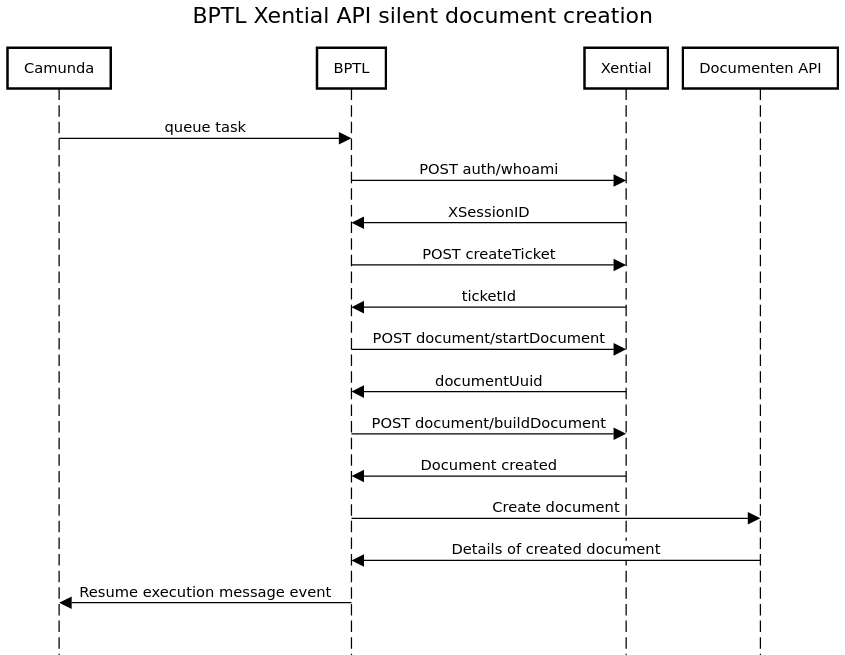 BPTL Xential API silent document creation
Camunda BPTL Xential Documenten API
queue task
POST auth/whoami
XSessionID
POST createTicket
ticketId
POST document/startDocument
documentUuid
POST document/buildDocument
Document created
Create document
Details of created document
Resume execution message event